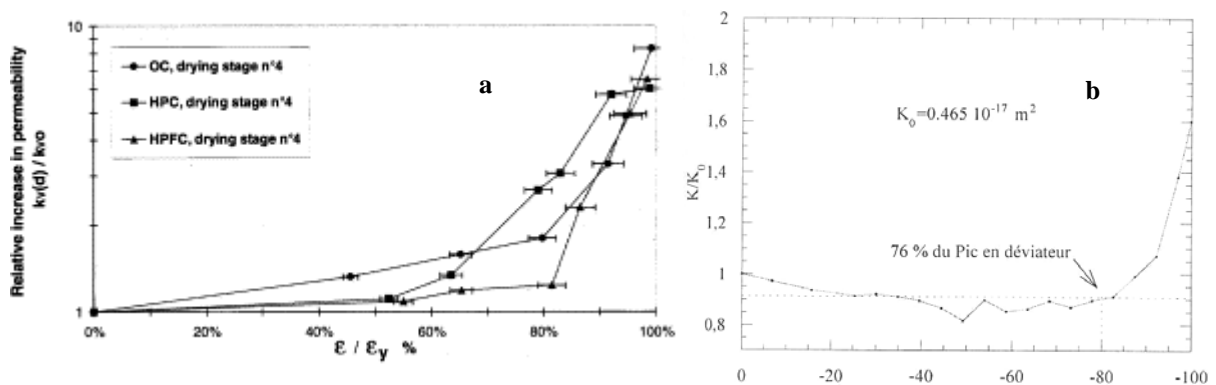 10
OC, drying stage n°4
HPC, drying stage n°4
HPFC, drying stage n°4
a
Relative increase in permeability
kv(d) / kvo
1
0% 20% 40% 60% 80% 100%
ε / εy %
2
1,8
1,6
1,4
1,2
1
0,8
K/K0
b
K0=0.465 10-17 m2
76 % du Pic en déviateur
0 -20 -40 -60 -80 -100